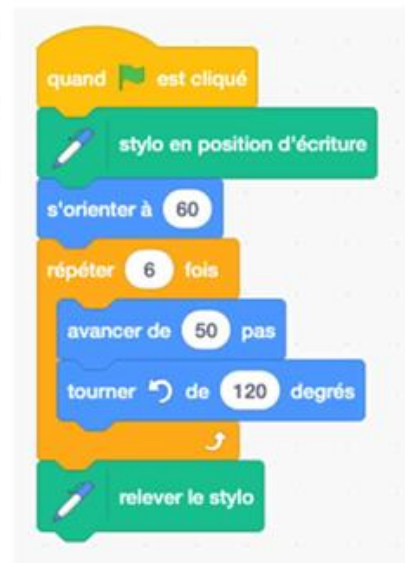 quand est cliqué
stylo en position d'écriture
s'orienter à 60
répéter 6 fois
avancer de 50 pas
tourner de 120 degrés
relever le stylo